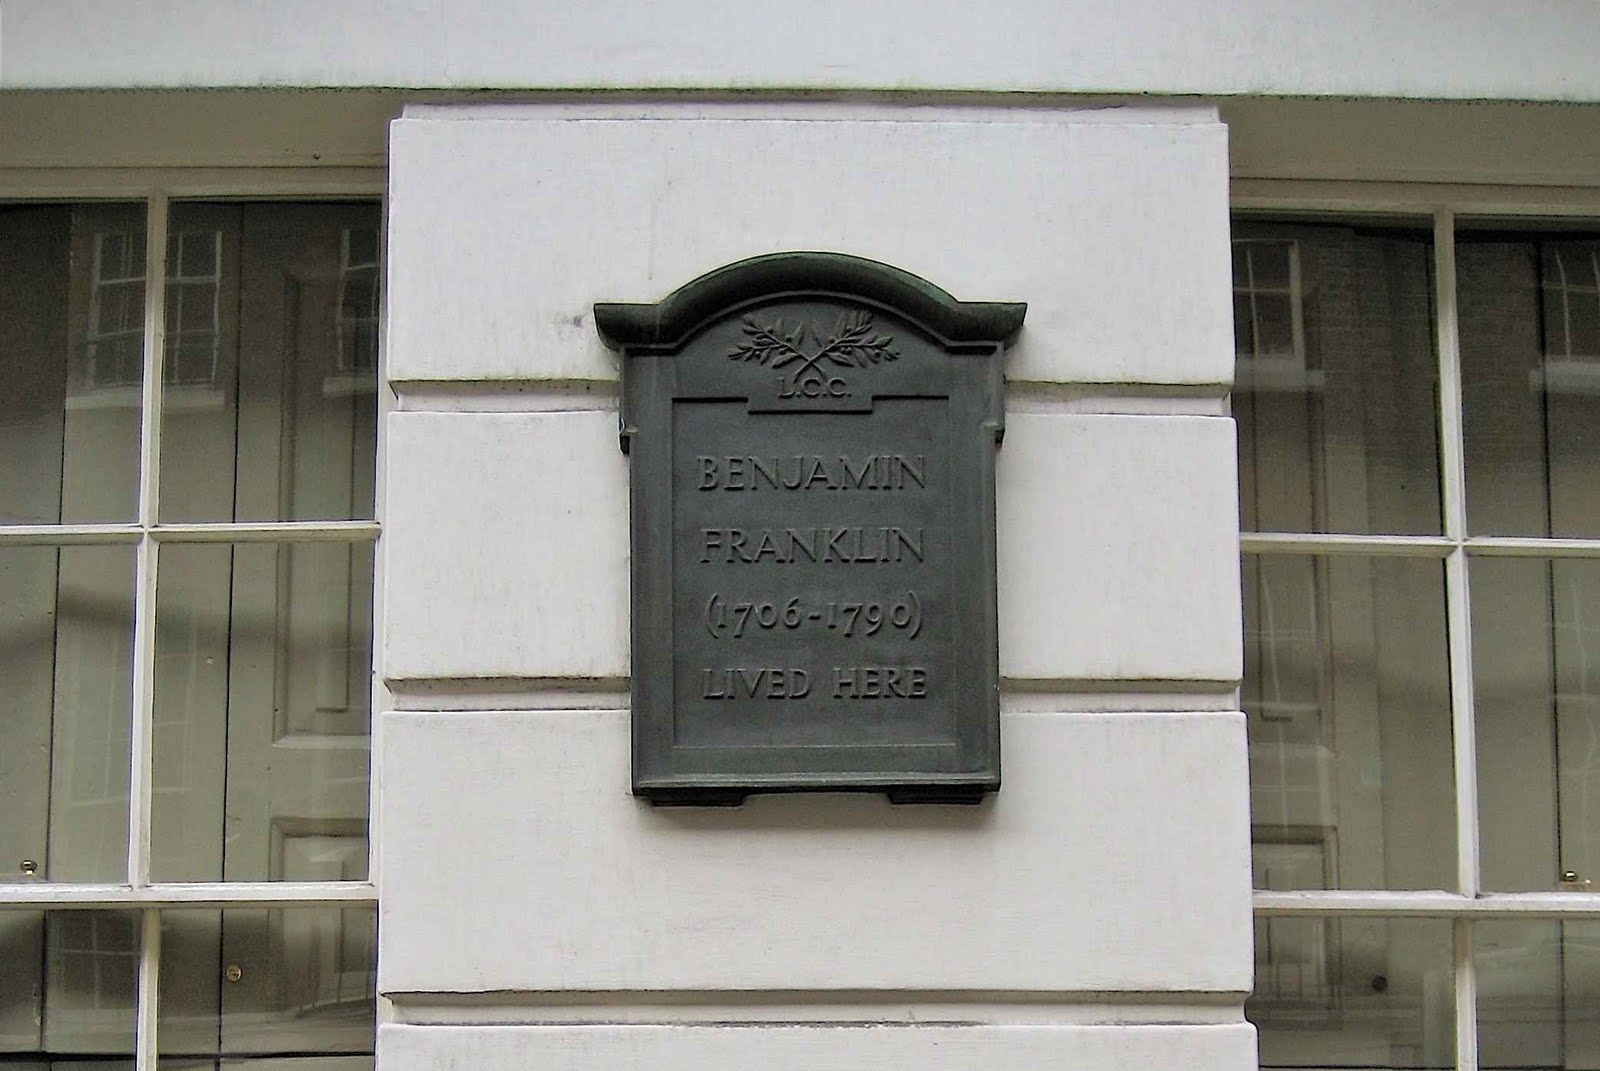 L.C.C.
BENJAMIN
FRANKLIN
(1706-1790)
LIVED HERE